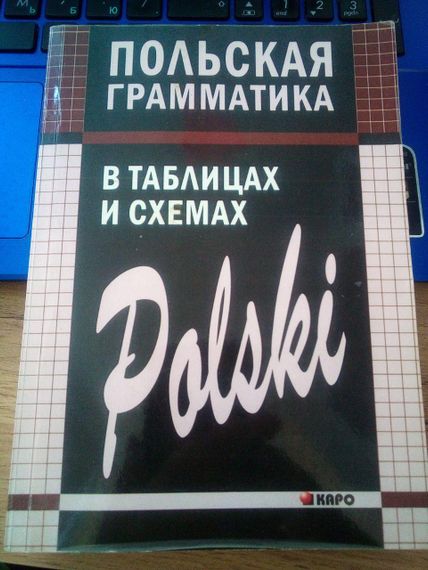 ПОЛЬСКАЯ
ГРАММАТИКА
В ТАБЛИЦАХ
И СХЕМАХ
Polski
КАРО